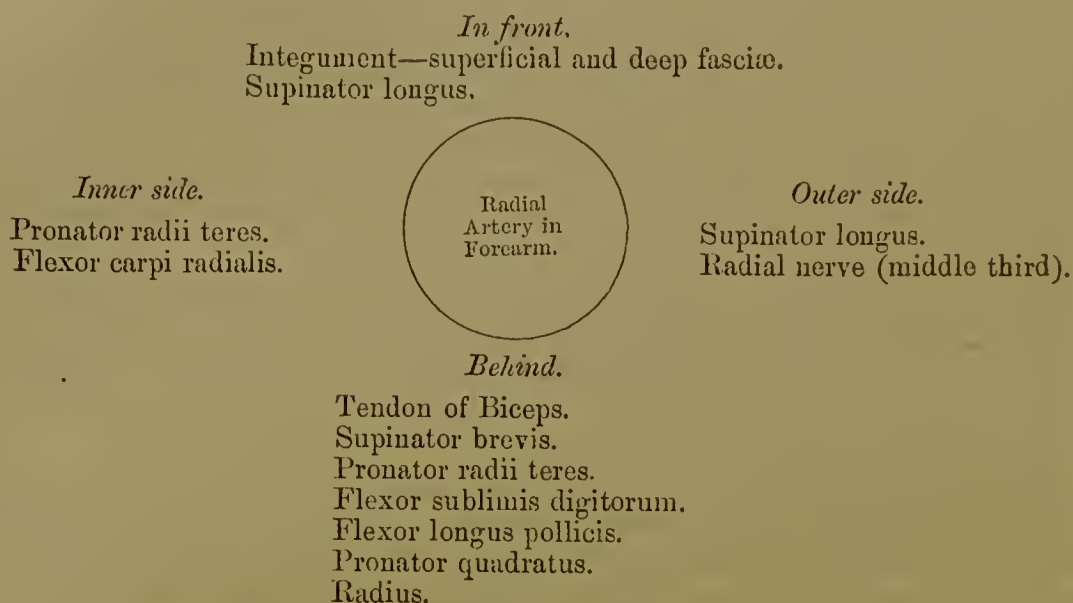 In front.
Integument—superficial and deep fasciæ.
Supinator longus.
Inner side.
Pronator radii teres.
Flexor carpi radialis.
Radial
Artery in
Forearm.
Outer side.
Supinator longus.
Radial nerve (middle third).
Behind.
Tendon of Biceps.
Supinator brevis.
Pronator radii teres.
Flexor sublimis digitorum.
Flexor longus pollicis.
Pronator quadratus.
Radius.